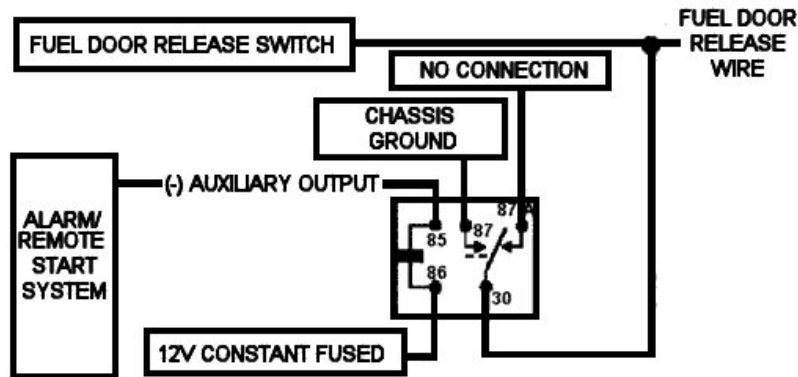 FUEL DOOR RELEASE SWITCH
FUEL DOOR
RELEASE
WIRE
NO CONNECTION
CHASSIS
GROUND
(-) AUXILIARY OUTPUT
ALARM/
REMOTE
START
SYSTEM
87A
87
85
86
30
12V CONSTANT FUSED